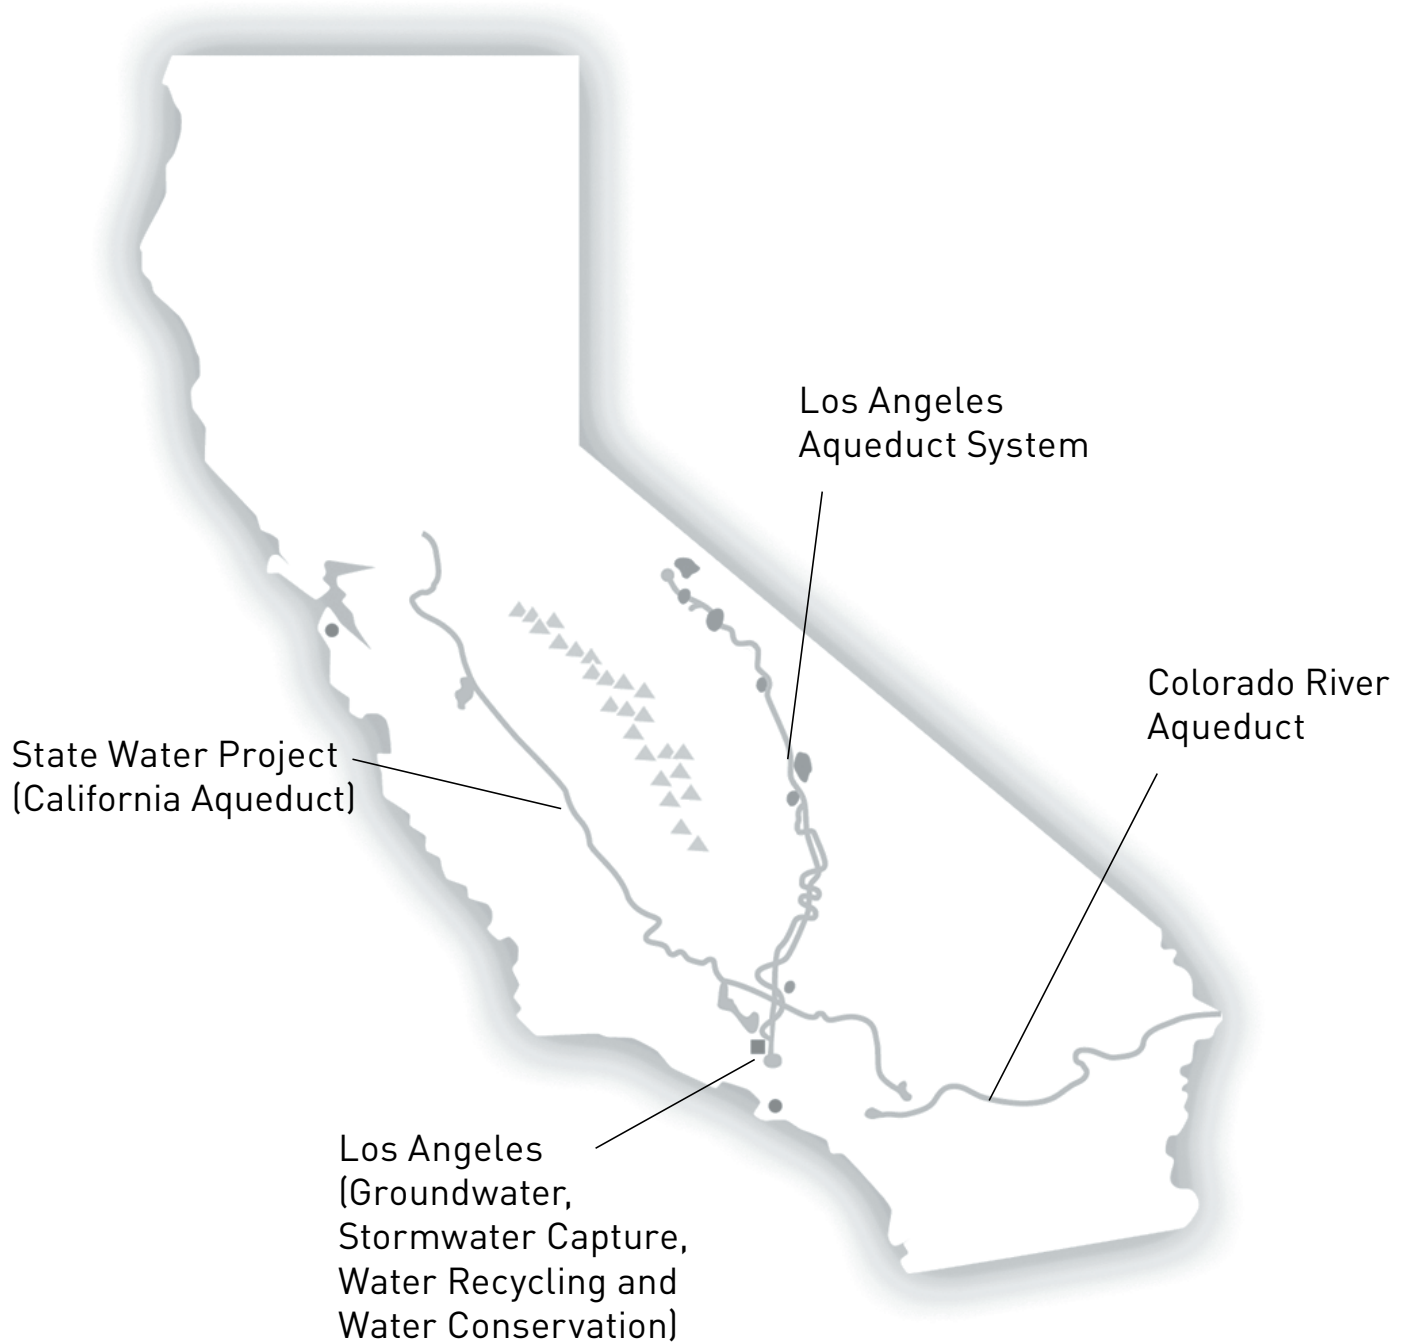 Los Angeles
Aqueduct System
Colorado River
Aqueduct
State Water Project
(California Aqueduct)
Los Angeles
(Groundwater,
Stormwater Capture,
Water Recycling and
Water Conservation)